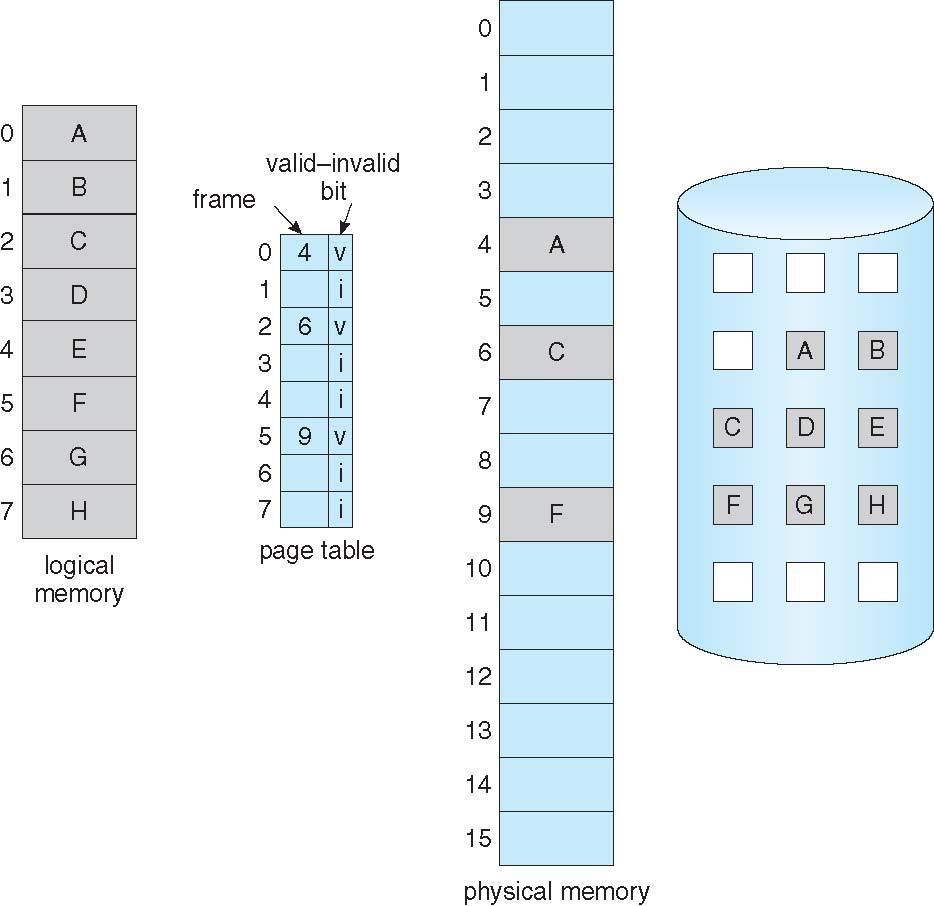 0 A
1 B
2 C
3 D
4 E
5 F
6 G
7 H
logical
memory
valid–invalid
bit
frame
0 4 v
1 i
2 6 v
3 i
4 i
5 9 v
6 i
7 i
page table
0
1
2
3
4 A
5
6 C
7
8
9 F
10
11
12
13
14
15
physical memory
A B
C D E
F G H